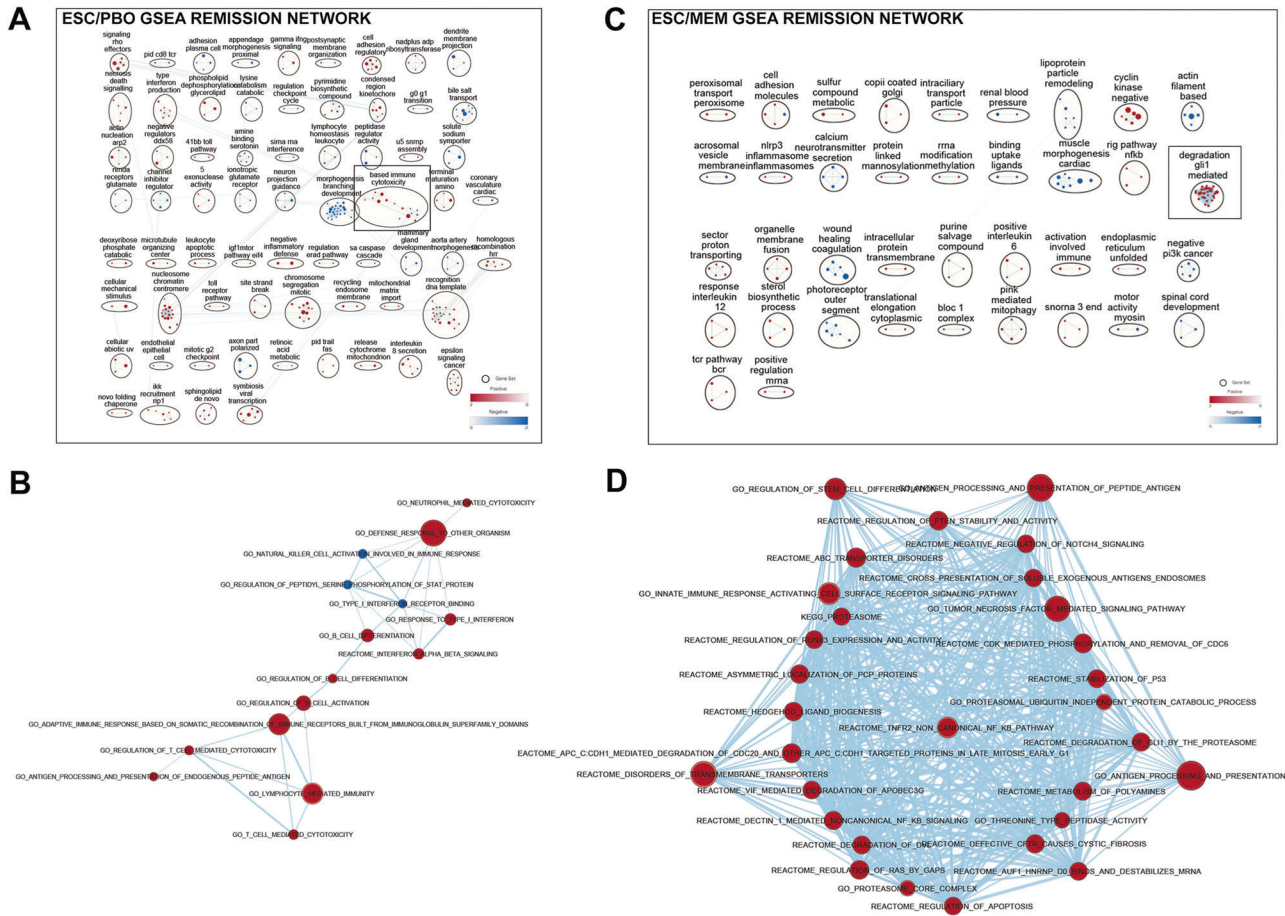 A
ESC/PBO GSEA REMISSION NETWORK
signaling
rho
effectors
pid cd8 tcr
adhesion
plasma cell
appendage
morphogenesis
proximal
gamma ifng
signaling
postsynaptic
membrane
organization
cell
adhesion
regulatory
nadplus adp
ribosyltransferase
dendrite
membrane
projection
necrosis
death
signalling
type
interferon
production
phospholipid
dephosphorylation
glycerolipid
lysine
catabolism
catabolic
regulation
checkpoint
cycle
pyrimidine
biosynthetic
compound
condensed
region
kinetochore
g0 g1
transition
bile salt
transport
actin
nucleation
arp2
negative
regulators
ddx58
41bb toll
pathway
amine
binding
serotonin
sirna rna
interference
lymphocyte
homeostasis
leukocyte
peptidase
regulator
activity
u5 snrnp
assembly
solute
sodium
symporter
nmda
receptors
glutamate
channel
inhibitor
regulator
5 exonuclease
activity
ionotropic
glutamate
receptor
neuron
projection
guidance
morphogenesis
branching
development
based immune
cytotoxicity
terminal
maturation
amino
coronary
vasculature
cardiac
deoxyribose
phosphate
catabolic
microtubule
organizing
center
leukocyte
apoptotic
process
igf1mtor
pathway eif4
negative
inflammatory
defense
regulation
erad pathway
sa caspase
cascade
mammary
gland
development
aorta artery
morphogenesis
homologous
recombination
hrr
cellular
mechanical
stimulus
nucleosome
chromatin
centromere
toll
receptor
pathway
site strand
break
chromosome
segregation
mitotic
recycling
endosome
membrane
mitochondrial
matrix
import
recognition
dna template
cellular
abiotic uv
endothelial
epithelial
cell
mitotic g2
checkpoint
axon part
polarized
retinoic
acid
metabolic
pid trail
fas
release
cytochrome
mitochondrion
interleukin
8 secretion
epsilon
signaling
cancer
novo folding
chaperone
ikk
recruitment
rip1
sphingolipid
de novo
symbiosis
viral
transcription
Gene Set
Positive
Negative
B
GO_NEUTROPHIL_MEDIATED_CYTOTOXICITY
GO_DEFENSE_RESPONSE_TO_OTHER_ORGANISM
GO_NATURAL_KILLER_CELL_ACTIVATION_INVOLVED_IN_IMMUNE_RESPONSE
GO_REGULATION_OF_PEPTIDYL_SERINE_PHOSPHORYLATION_OF_STAT_PROTEIN
GO_TYPE_I_INTERFERON_RECEPTOR_BINDING
GO_RESPONSE_TO_TYPE_I_INTERFERON
GO_B_CELL_DIFFERENTIATION
REACTOME_INTERFERON_ALPHA_BETA_SIGNALING
GO_REGULATION_OF_B_CELL_DIFFERENTIATION
GO_REGULATION_OF_B_CELL_ACTIVATION
GO_ADAPTIVE_IMMUNE_RESPONSE_BASED_ON_SOMATIC_RECOMBINATION_OF_IMMUNE_RECEPTORS_BUILT_FROM_IMMUNOGLOBULIN_SUPERFAMILY_DOMAINS
GO_REGULATION_OF_T_CELL_MEDIATED_CYTOTOXICITY
GO_ANTIGEN_PROCESSING_AND_PRESENTATION_OF_ENDOGENOUS_PEPTIDE_ANTIGEN
GO_LYMPHOCYTE_MEDIATED_IMMUNITY
GO_T_CELL_MEDIATED_CYTOTOXICITY
C
ESC/MEM GSEA REMISSION NETWORK
peroxisomal
transport
peroxisome
cell
adhesion
molecules
sulfur
compound
metabolic
copii coated
golgi
intraciliary
transport
particle
renal blood
pressure
lipoprotein
particle
remodeling
cyclin
kinase
negative
actin
filament
based
acrosomal
vesicle
membrane
nlrp3
inflammasome
inflammasomes
calcium
neurotransmitter
secretion
protein
linked
mannosylation
rrna
modification
methylation
binding
uptake
ligands
muscle
morphogenesis
cardiac
rig pathway
nfkb
degradation
gli1
mediated
sector
proton
transporting
organelle
membrane
fusion
wound
healing
coagulation
intracellular
protein
transmembrane
purine
salvage
compound
positive
interleukin
6
activation
involved
immune
endoplasmic
reticulum
unfolded
negative
pi3k cancer
response
interleukin
12
sterol
biosynthetic
process
photoreceptor
outer
segment
translational
elongation
cytoplasmic
bloc 1
complex
pink
mediated
mitophagy
snorna 3 end
motor
activity
myosin
spinal cord
development
tcr pathway
bcr
positive
regulation
mrna
Gene Set
Positive
Negative
D
GO_REGULATION_OF_STEM_CELL_DIFFERENTIATION
GO_ANTIGEN_PROCESSING_AND_PRESENTATION_OF_PEPTIDE_ANTIGEN
REACTOME_REGULATION_OF_PTEN_STABILITY_AND_ACTIVITY
REACTOME_NEGATIVE_REGULATION_OF_NOTCH4_SIGNALING
REACTOME_ABC_TRANSPORTER_DISORDERS
REACTOME_CROSS_PRESENTATION_OF_SOLUBLE_EXOGENOUS_ANTIGENS_ENDOSOMES
GO_INNATE_IMMUNE_RESPONSE_ACTIVATING_CELL_SURFACE_RECEPTOR_SIGNALING_PATHWAY
GO_TUMOR_NECROSIS_FACTOR_MEDIATED_SIGNALING_PATHWAY
KEGG_PROTEASOME
REACTOME_REGULATION_OF_RUNX3_EXPRESSION_AND_ACTIVITY
REACTOME_CDK_MEDIATED_PHOSPHORYLATION_AND_REMOVAL_OF_CDC6
REACTOME_ASYMMETRIC_LOCALIZATION_OF_PCP_PROTEINS
REACTOME_STABILIZATION_OF_P53
GO_PROTEASOMAL_UBIQUITIN_INDEPENDENT_PROTEIN_CATABOLIC_PROCESS
REACTOME_HEDGEHOG_LIGAND_BIOGENESIS
REACTOME_TNFR2_NON_CANONICAL_NF_KB_PATHWAY
REACTOME_DEGRADATION_OF_GLI1_BY_THE_PROTEASOME
EACTOME_APC_C:CDH1_MEDIATED_DEGRADATION_OF_CDC20_AND_OTHER_APC_C:CDH1_TARGETED_PROTEINS_IN_LATE_MITOSIS_EARLY_G1
REACTOME_DISORDERS_OF_TRANSMEMBRANE_TRANSPORTERS
GO_ANTIGEN_PROCESSING_AND_PRESENTATION
REACTOME_VIF_MEDIATED_DEGRADATION_OF_APOBEC3G
REACTOME_METABOLISM_OF_POLYAMINES
REACTOME_DECTIN_1_MEDIATED_NONCANONICAL_NF_KB_SIGNALING
GO_THREONINE_TYPE_PEPTIDASE_ACTIVITY
REACTOME_DEGRADATION_OF_DVL
REACTOME_DEFECTIVE_CFTR_CAUSES_CYSTIC_FIBROSIS
REACTOME_REGULATION_OF_RAS_BY_GAPS
REACTOME_AUF1_HNRNP_D0_BINDS_AND_DESTABILIZES_MRNA
GO_PROTEASOME_CORE_COMPLEX
REACTOME_REGULATION_OF_APOPTOSIS